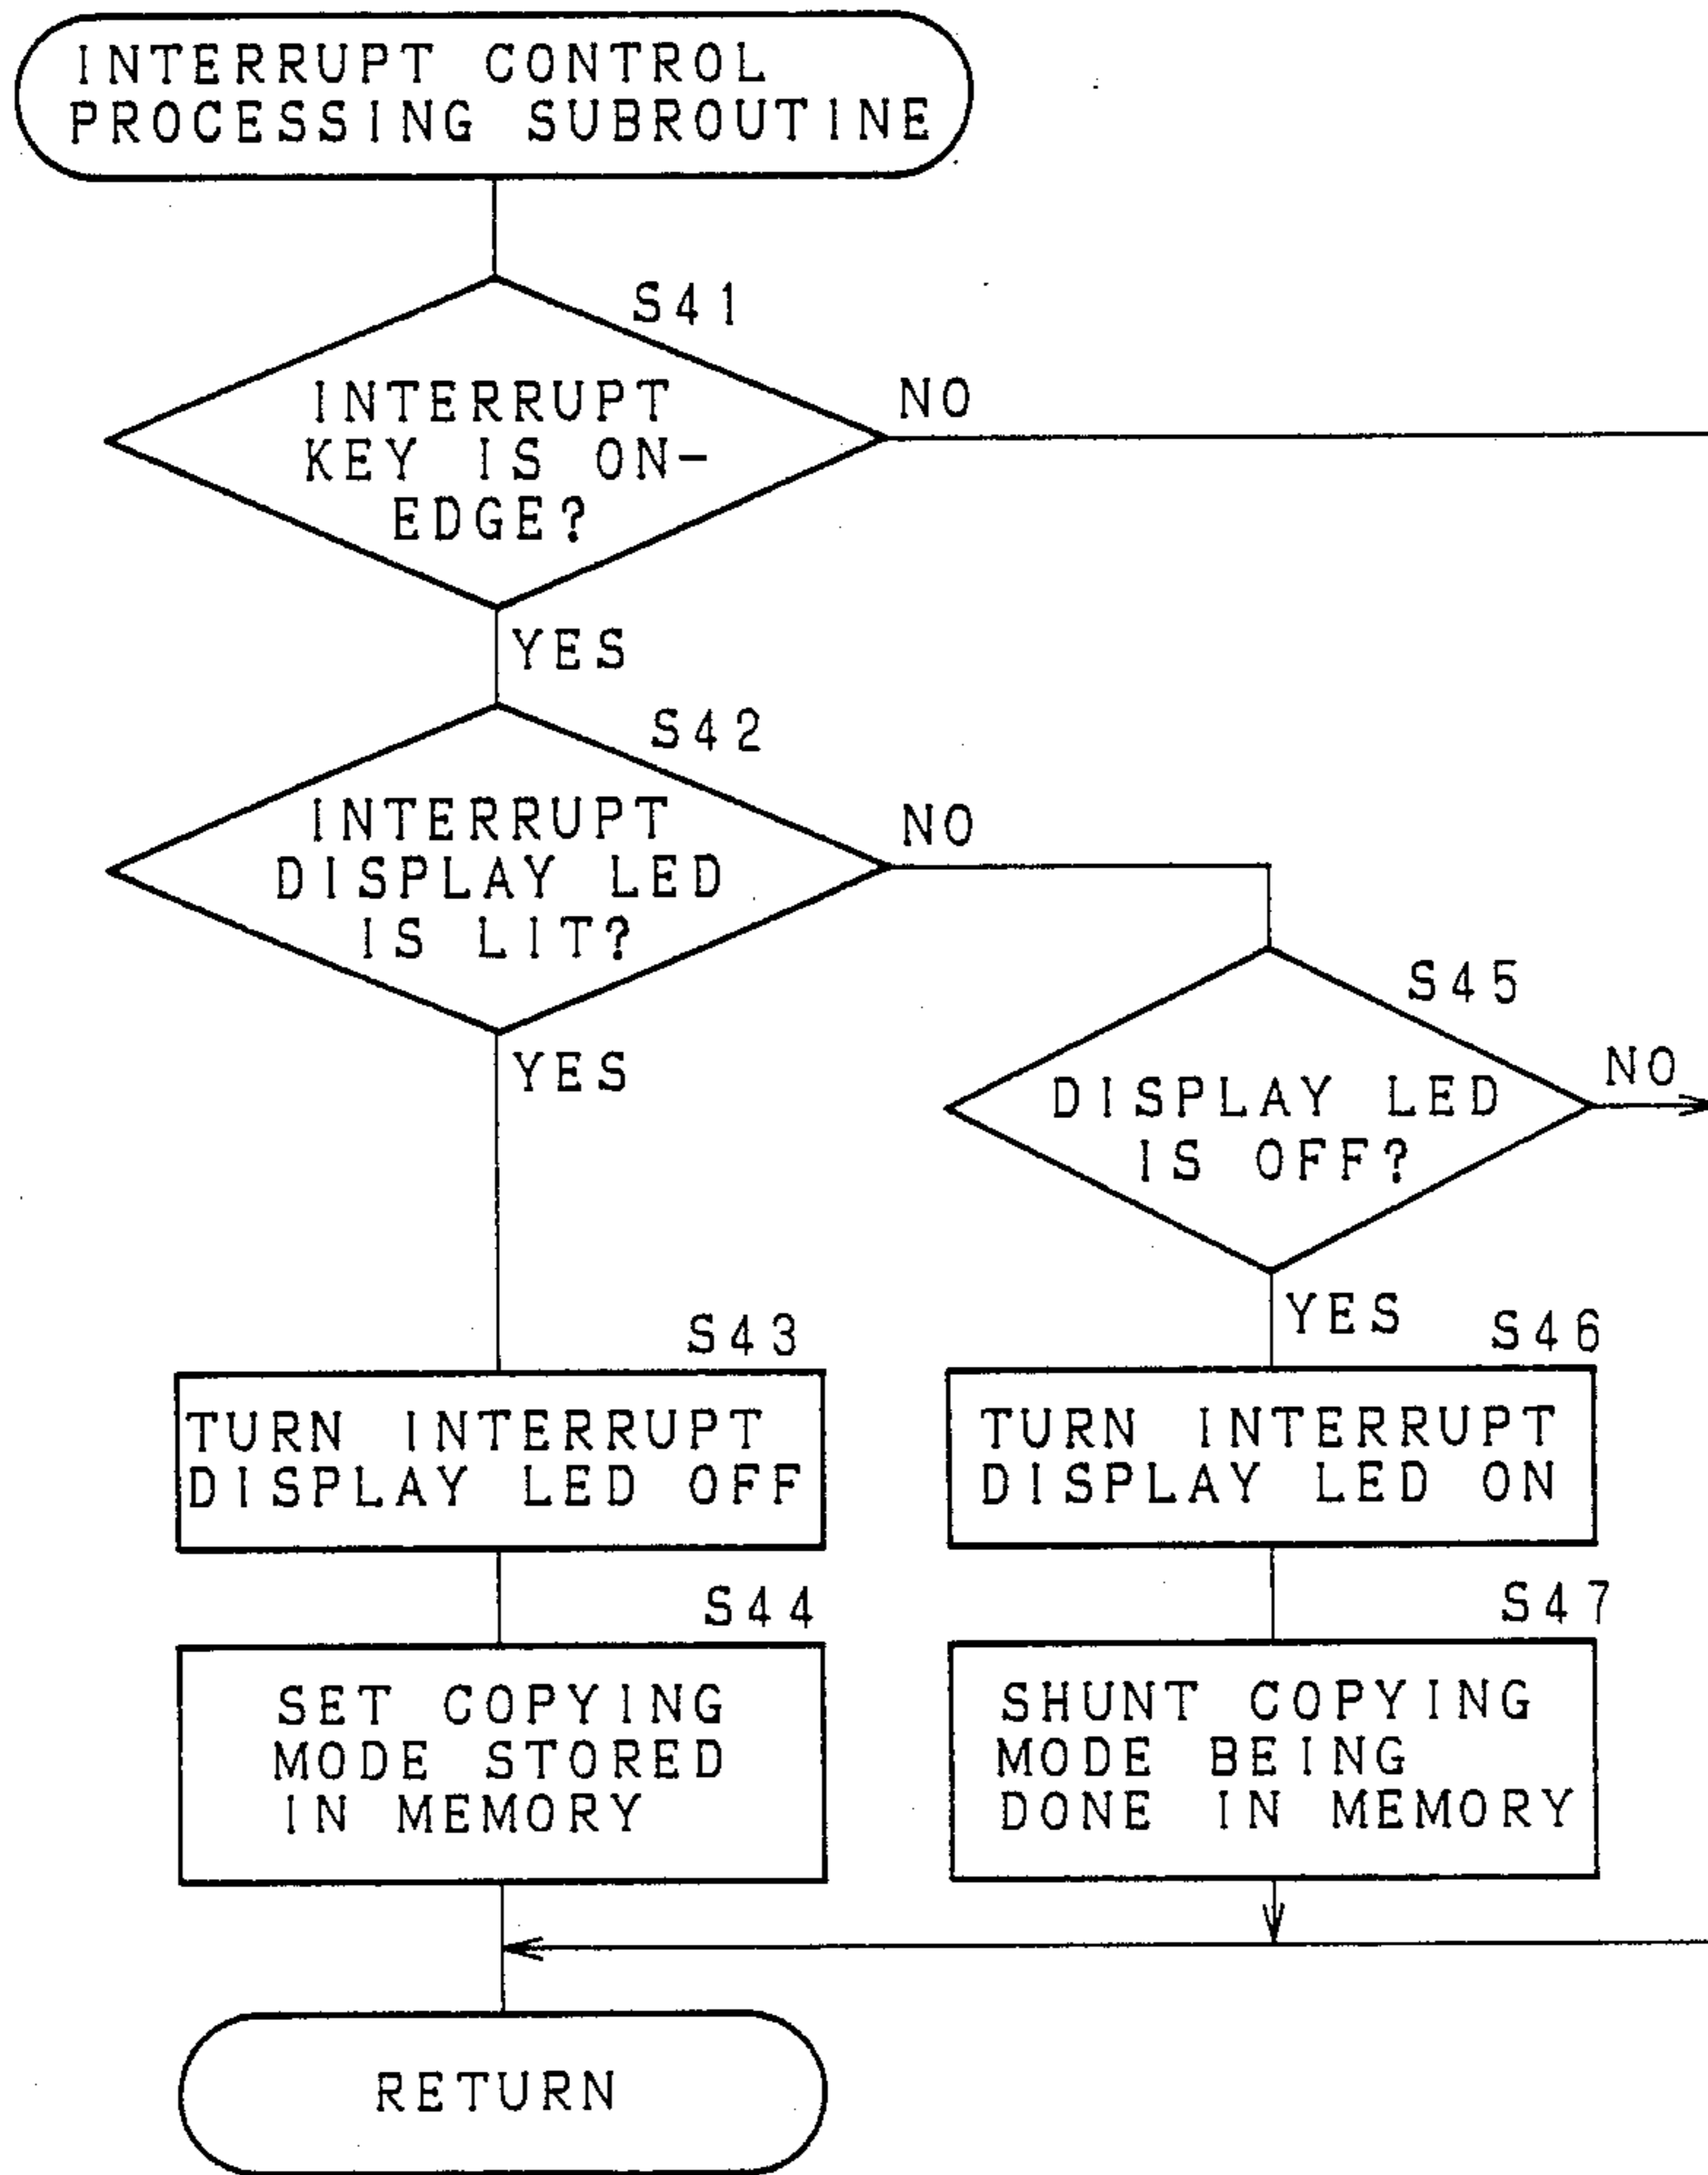 INTERRUPT CONTROL
PROCESSING SUBROUTINE
S41
INTERRUPT
KEY IS ON-
EDGE?
NO
YES
S42
INTERRUPT
DISPLAY LED
IS LIT?
NO
YES
S45
DISPLAY LED
IS OFF?
NO
YES
S43
TURN INTERRUPT
DISPLAY LED OFF
S46
TURN INTERRUPT
DISPLAY LED ON
S44
SET COPYING
MODE STORED
IN MEMORY
S47
SHUNT COPYING
MODE BEING
DONE IN MEMORY
RETURN